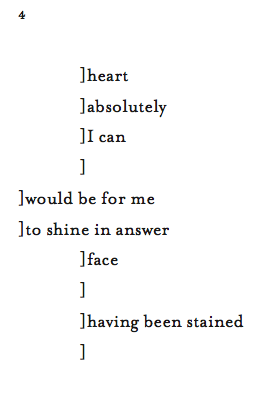 4
]heart
]absolutely
]I can
]
]would be for me
]to shine in answer
]face
]
]having been stained
]